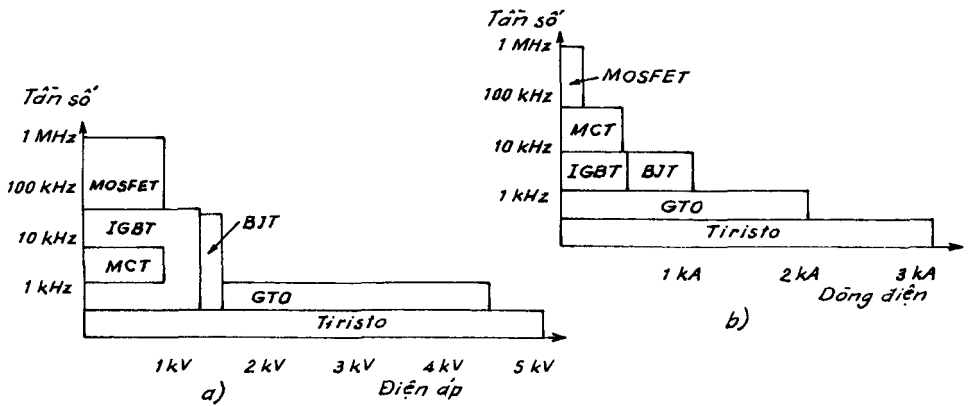 Tần số
1 MHz
100 kHz
10 kHz
1 kHz
MOSFET
IGBT
MCT
BJT
GTO
Tiristo
1 kV 2 kV 3 kV 4 kV 5 kV
Điện áp
a)
Tần số
1 MHz
100 kHz
10 kHz
1 kHz
MOSFET
MCT
IGBT BJT
GTO
Tiristo
1 kA 2 kA 3 kA
Dòng điện
b)